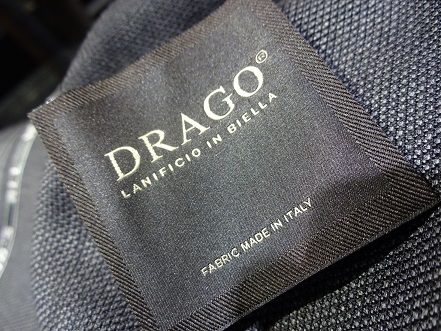 DRAGO®
LANIFICIO IN BIELLA
FABRIC MADE IN ITALY